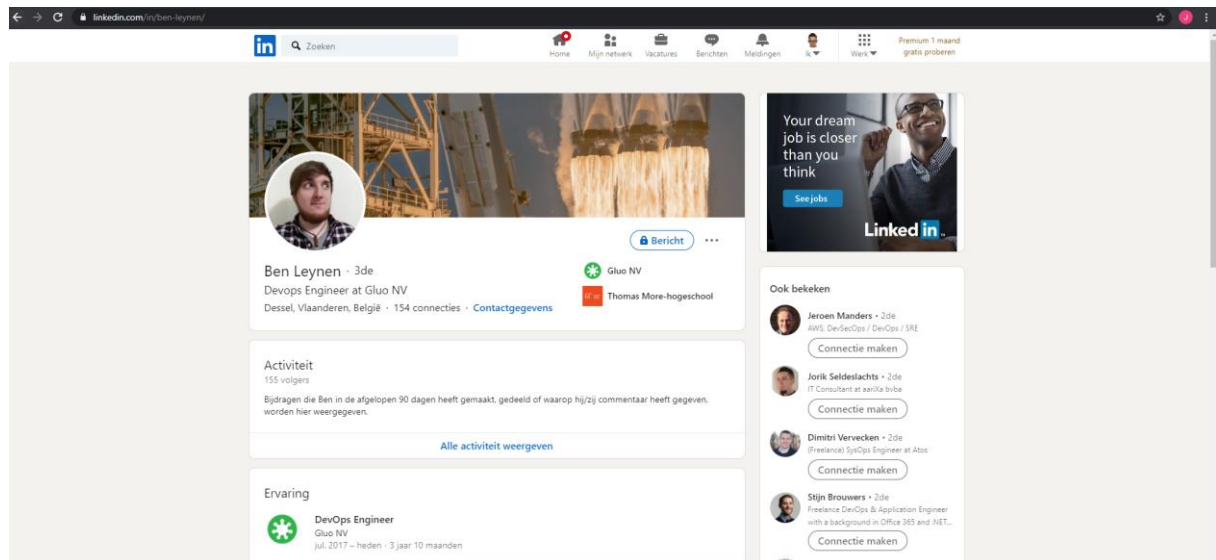 linkedin.com/in/ben-leynen/
J
in
Zoeken
Home
Mijn netwerk
Vacatures
Berichten
Meldingen
Ik
Werk
Premium 1 maand
gratis proberen
Bericht
Ben Leynen · 3de
Devops Engineer at Gluo NV
Dessel, Vlaanderen, België · 154 connecties · Contactgegevens
Gluo NV
Thomas More-hogeschool
Activiteit
155 volgers
Bijdragen die Ben in de afgelopen 90 dagen heeft gemaakt, gedeeld of waarop hij/zij commentaar heeft gegeven,
worden hier weergegeven.
Alle activiteit weergeven
Ervaring
DevOps Engineer
Gluo NV
jul. 2017 – heden · 3 jaar 10 maanden
Your dream
job is closer
than you
think
See jobs
Linked in
Ook bekeken
Jeroen Manders • 2de
AWS, DevSecOps / DevOps / SRE
Connectie maken
Jorik Seldeslachts • 2de
IT Consultant at aariXa bvba
Connectie maken
Dimitri Vervecken • 2de
(Freelance) SysOps Engineer at Atos
Connectie maken
Stijn Brouwers • 2de
Freelance DevOps & Application Engineer
with a background in Office 365 and .NET...
Connectie maken